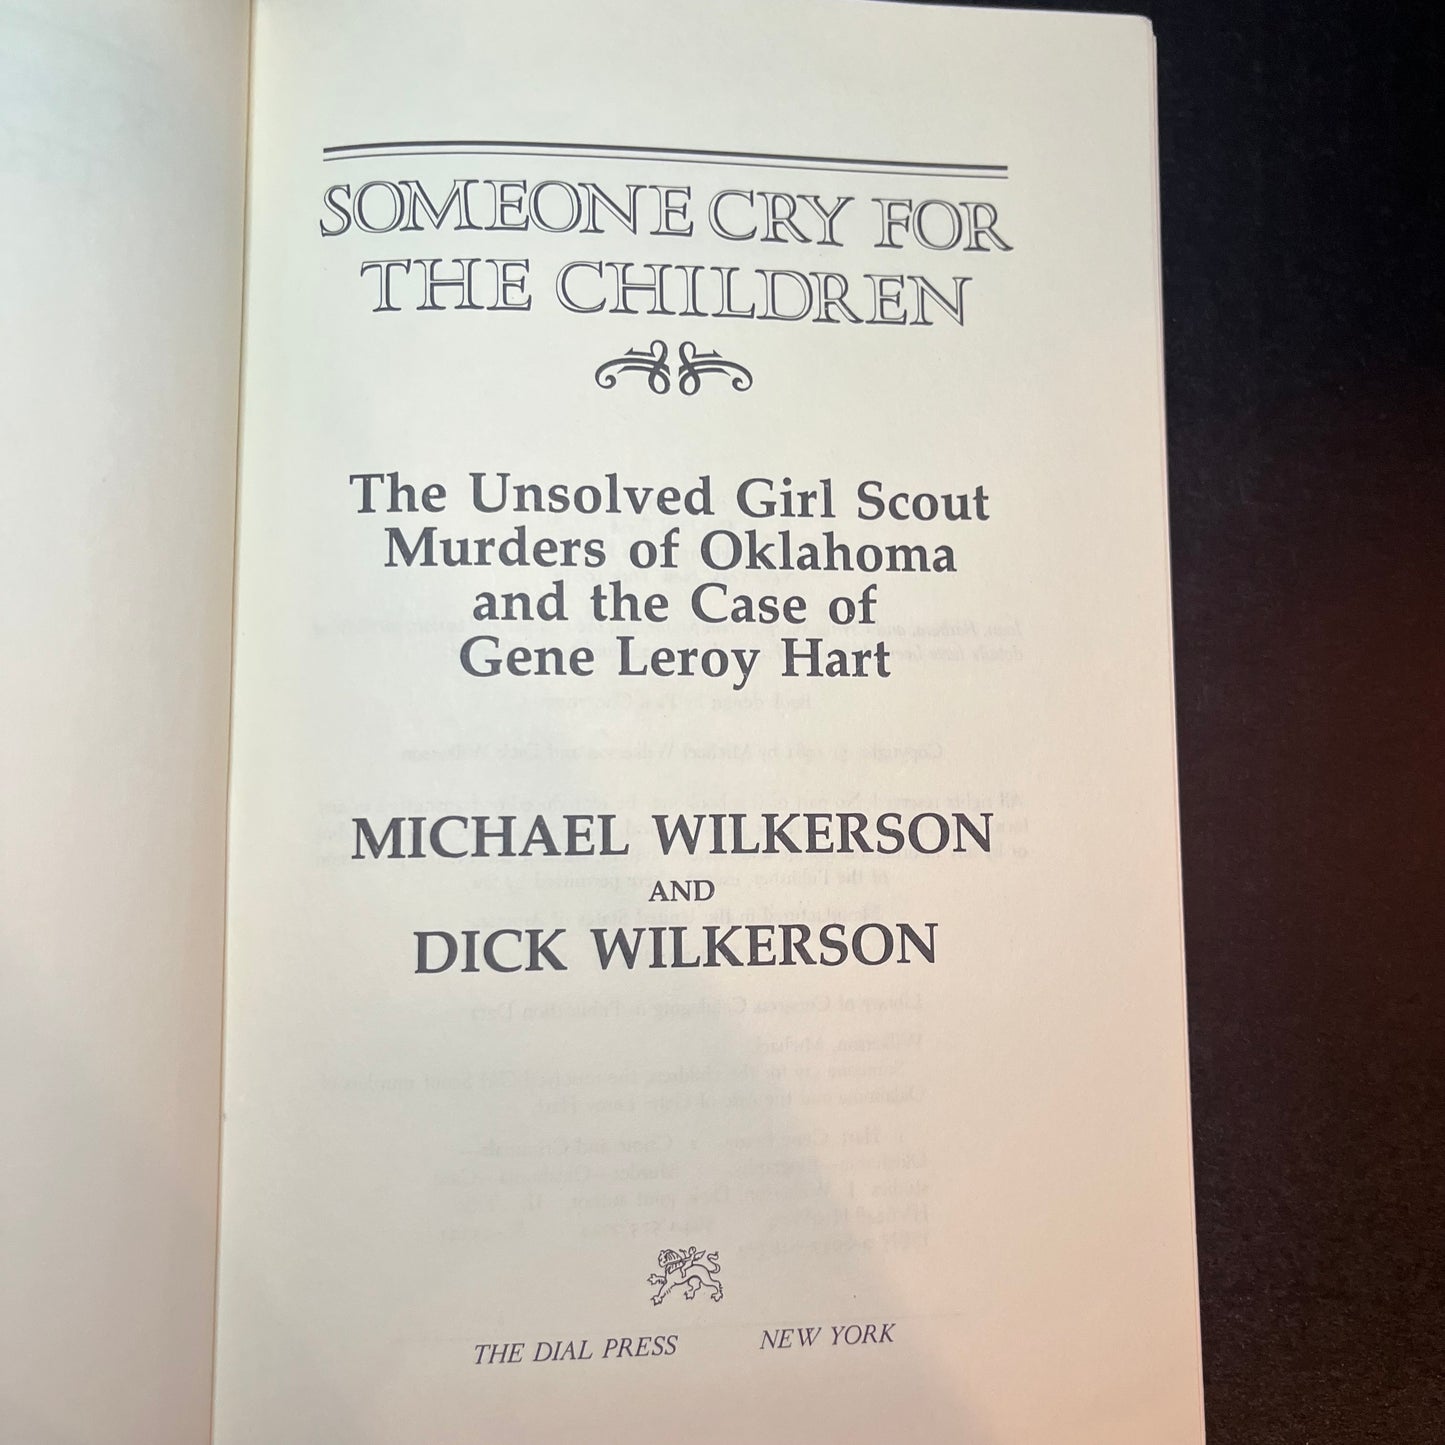 SOMEONE CRY FOR
THE CHILDREN
The Unsolved Girl Scout
Murders of Oklahoma
and the Case of
Gene Leroy Hart
MICHAEL WILKERSON
AND
DICK WILKERSON
THE DIAL PRESS NEW YORK